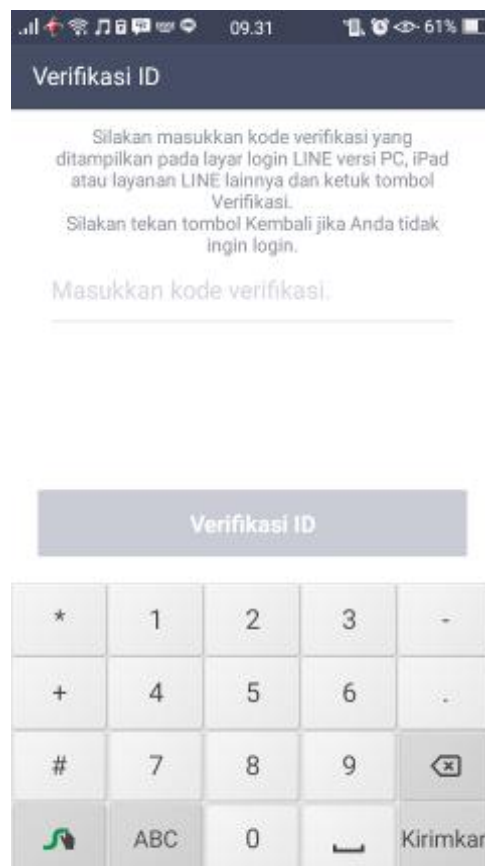 09.31 61%
Verifikasi ID
Silakan masukkan kode verifikasi yang
ditampilkan pada layar login LINE versi PC, iPad
atau layanan LINE lainnya dan ketuk tombol
Verifikasi.
Silakan tekan tombol Kembali jika Anda tidak
ingin login.
Masukkan kode verifikasi.
Verifikasi ID
* 1 2 3 -
+ 4 5 6 .
# 7 8 9
ABC 0 Kirimkan